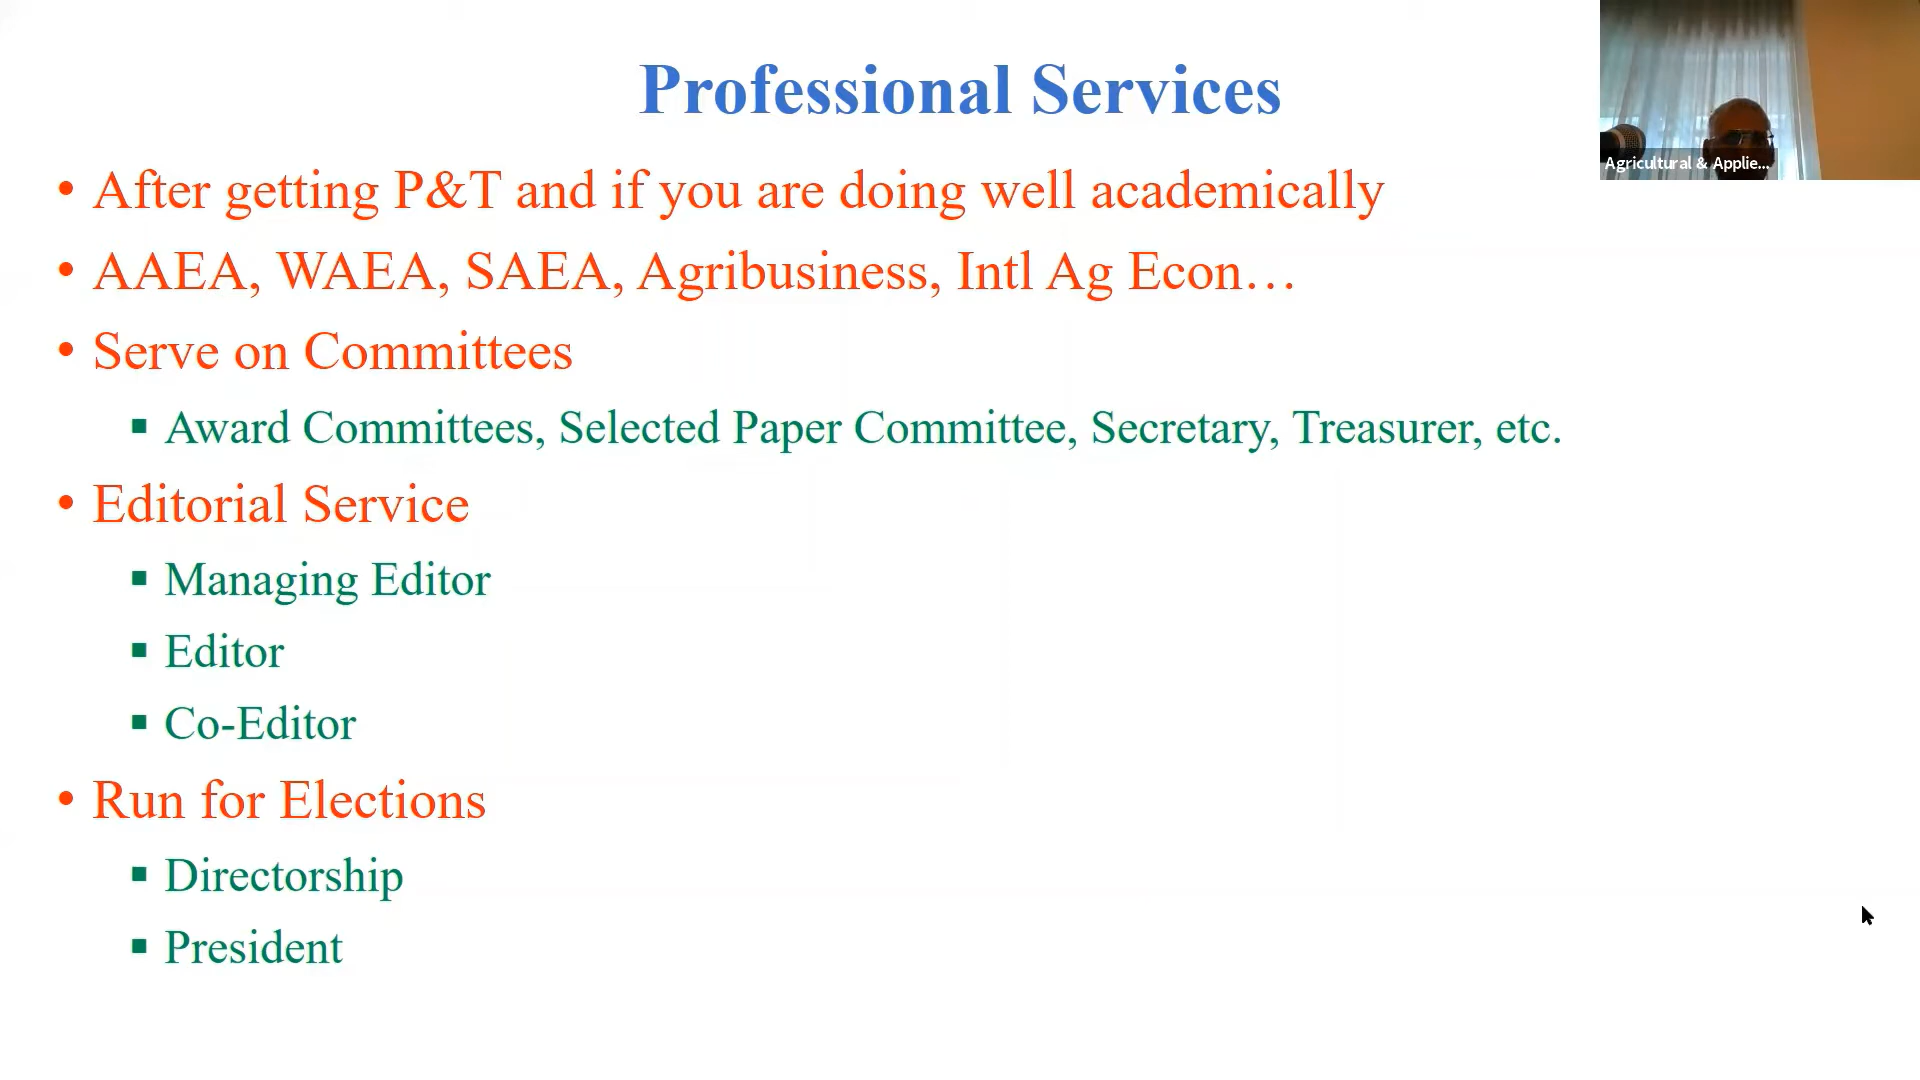 Professional Services
• After getting P&T and if you are doing well academically
• AAEA, WAEA, SAEA, Agribusiness, Intl Ag Econ…
• Serve on Committees
▪ Award Committees, Selected Paper Committee, Secretary, Treasurer, etc.
• Editorial Service
▪ Managing Editor
▪ Editor
▪ Co-Editor
• Run for Elections
▪ Directorship
▪ President
Agricultural & Applie...